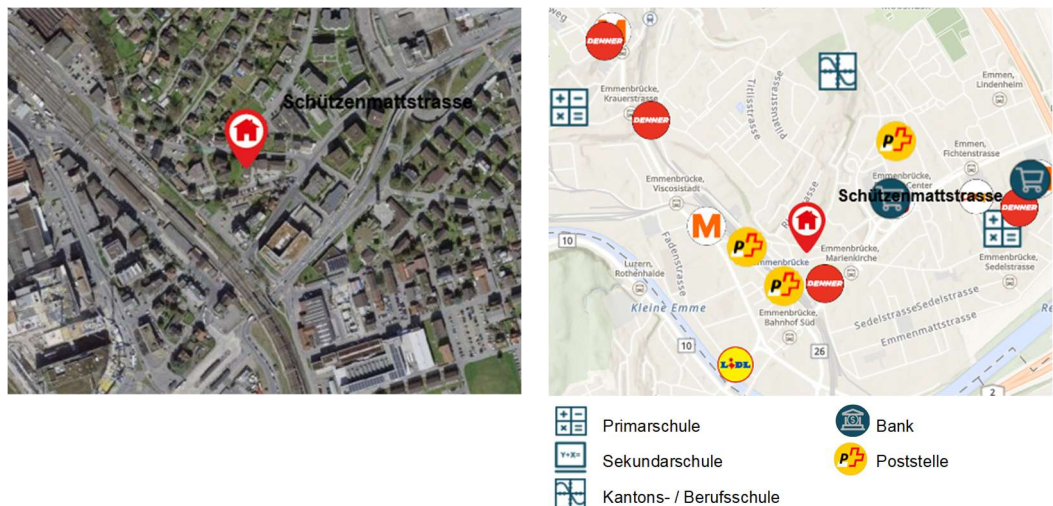 Schützenmattstrasse
DENNER
Emmenbrücke,
Krauerstrasse
DENNER
Titlisstrasse
Emmen,
Lindenheim
P
Emmen,
Fichtenstrasse
Emmenbrücke,
Center
Schützenmattstrasse
DENNER
Emmenbrücke,
Viscosistadt
M
P
Emmenbrücke
Emmenbrücke,
Marienkirche
Emmenbrücke,
Sedelstrasse
10
Fadenstrasse
Luzern,
Rothenhalde
P
DENNER
Kleine Emme
Emmenbrücke,
Bahnhof Süd
SedelstrasseSedelstrasse
Emmenmattstrasse
10
26
LIDL
2
Primarschule
Bank
Y+X=
Sekundarschule
P
Poststelle
Kantons- / Berufsschule